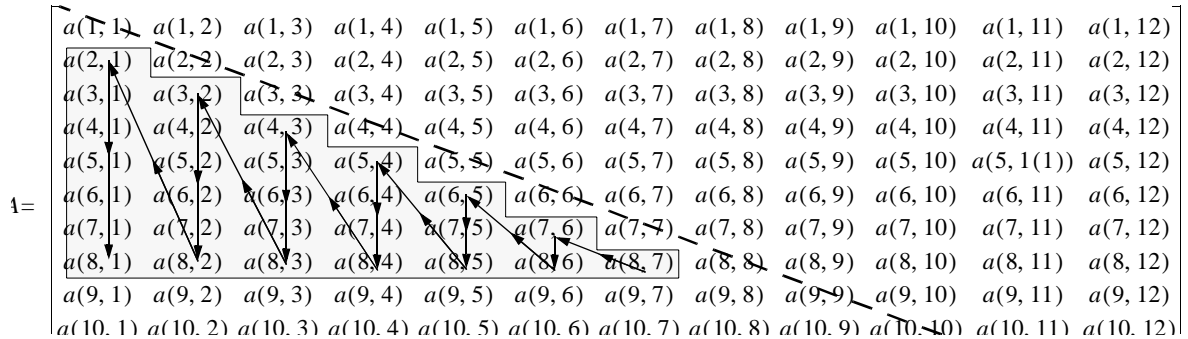 a(1, 1) a(1, 2) a(1, 3) a(1, 4) a(1, 5) a(1, 6) a(1, 7) a(1, 8) a(1, 9) a(1, 10) a(1, 11) a(1, 12)
a(2, 1) a(2, 2) a(2, 3) a(2, 4) a(2, 5) a(2, 6) a(2, 7) a(2, 8) a(2, 9) a(2, 10) a(2, 11) a(2, 12)
a(3, 1) a(3, 2) a(3, 3) a(3, 4) a(3, 5) a(3, 6) a(3, 7) a(3, 8) a(3, 9) a(3, 10) a(3, 11) a(3, 12)
a(4, 1) a(4, 2) a(4, 3) a(4, 4) a(4, 5) a(4, 6) a(4, 7) a(4, 8) a(4, 9) a(4, 10) a(4, 11) a(4, 12)
a(5, 1) a(5, 2) a(5, 3) a(5, 4) a(5, 5) a(5, 6) a(5, 7) a(5, 8) a(5, 9) a(5, 10) a(5, 1(1)) a(5, 12)
A= a(6, 1) a(6, 2) a(6, 3) a(6, 4) a(6, 5) a(6, 6) a(6, 7) a(6, 8) a(6, 9) a(6, 10) a(6, 11) a(6, 12)
a(7, 1) a(7, 2) a(7, 3) a(7, 4) a(7, 5) a(7, 6) a(7, 7) a(7, 8) a(7, 9) a(7, 10) a(7, 11) a(7, 12)
a(8, 1) a(8, 2) a(8, 3) a(8, 4) a(8, 5) a(8, 6) a(8, 7) a(8, 8) a(8, 9) a(8, 10) a(8, 11) a(8, 12)
a(9, 1) a(9, 2) a(9, 3) a(9, 4) a(9, 5) a(9, 6) a(9, 7) a(9, 8) a(9, 9) a(9, 10) a(9, 11) a(9, 12)
a(10, 1) a(10, 2) a(10, 3) a(10, 4) a(10, 5) a(10, 6) a(10, 7) a(10, 8) a(10, 9) a(10, 10) a(10, 11) a(10, 12)